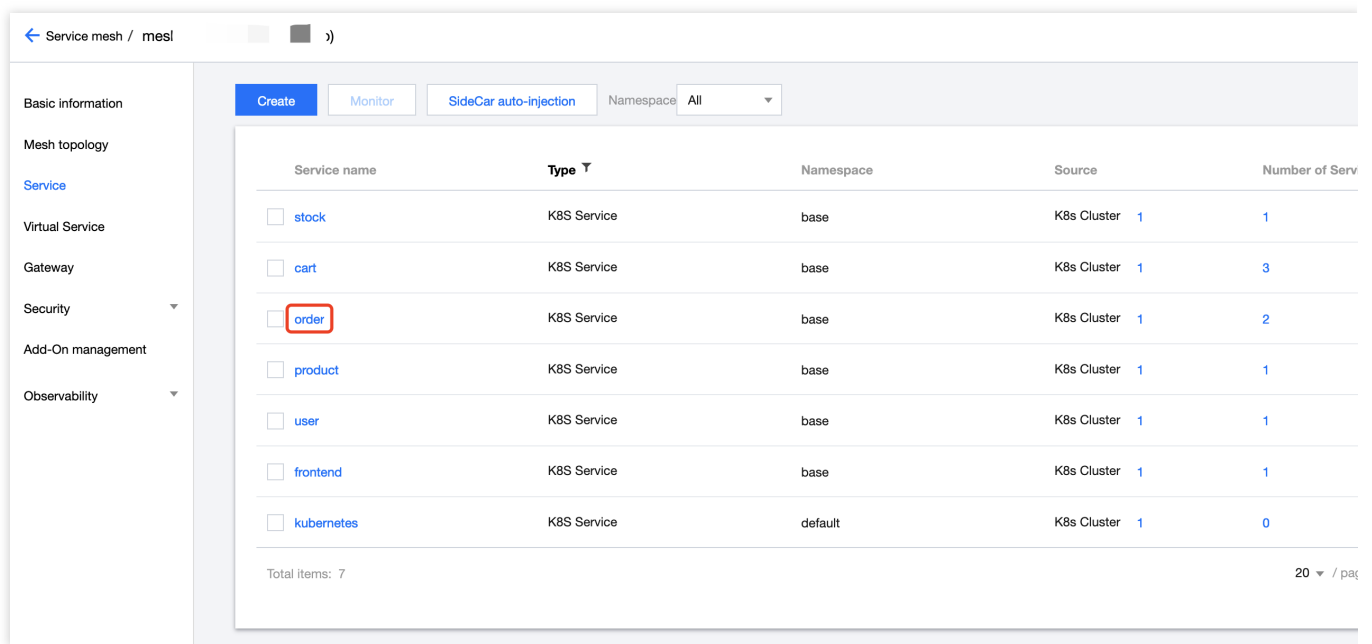 Service mesh / mesl )
Basic information
Mesh topology
Service
Virtual Service
Gateway
Security
Add-On management
Observability
Create Monitor SideCar auto-injection Namespace All
Service name Type Namespace Source Number of Servi
stock K8S Service base K8s Cluster 1 1
cart K8S Service base K8s Cluster 1 3
order K8S Service base K8s Cluster 1 2
product K8S Service base K8s Cluster 1 1
user K8S Service base K8s Cluster 1 1
frontend K8S Service base K8s Cluster 1 1
kubernetes K8S Service default K8s Cluster 1 0
Total items: 7 20 / pag